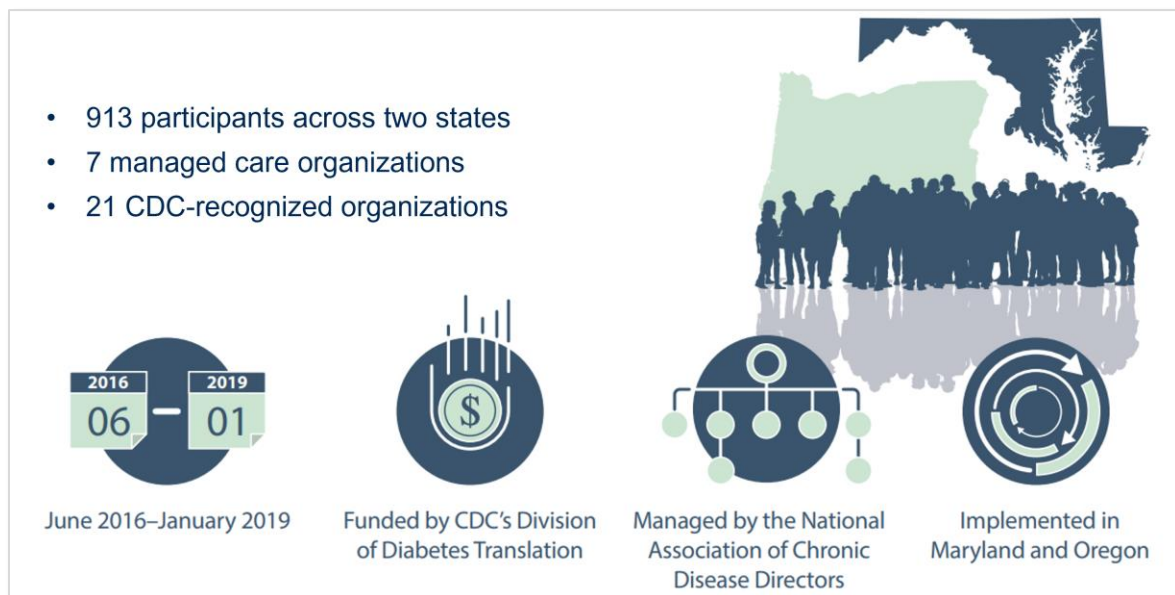 • 913 participants across two states
• 7 managed care organizations
• 21 CDC-recognized organizations
2016
06
2019
01
$
June 2016–January 2019
Funded by CDC's Division
of Diabetes Translation
Managed by the National
Association of Chronic
Disease Directors
Implemented in
Maryland and Oregon